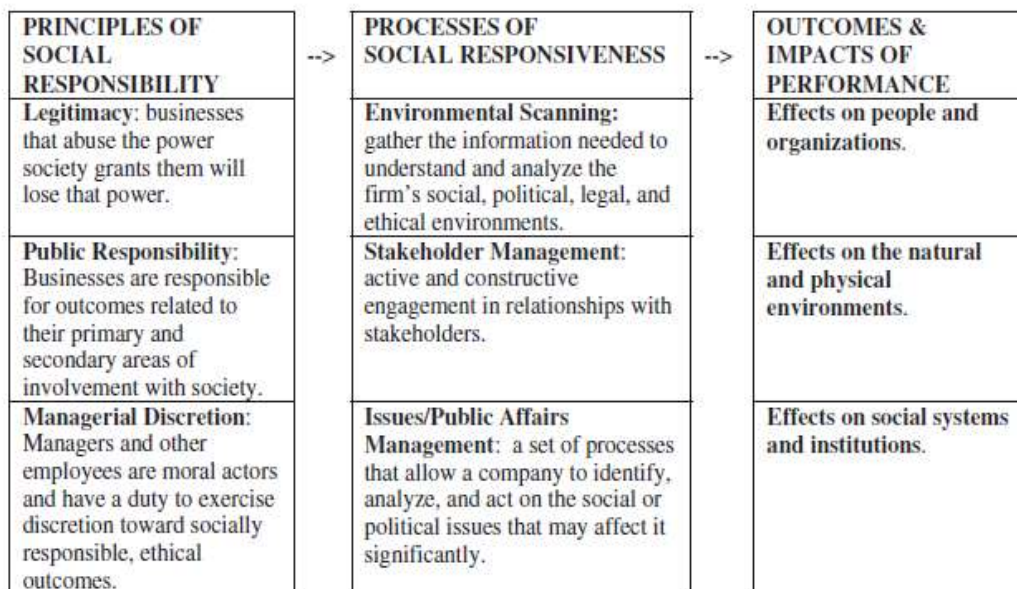 PRINCIPLES OF
SOCIAL
RESPONSIBILITY
-->
PROCESSES OF
SOCIAL RESPONSIVENESS
-->
OUTCOMES &
IMPACTS OF
PERFORMANCE
Legitimacy: businesses
that abuse the power
society grants them will
lose that power.
Environmental Scanning:
gather the information needed to
understand and analyze the
firm's social, political, legal, and
ethical environments.
Effects on people and
organizations.
Public Responsibility:
Businesses are responsible
for outcomes related to
their primary and
secondary areas of
involvement with society.
Stakeholder Management:
active and constructive
engagement in relationships with
stakeholders.
Effects on the natural
and physical
environments.
Managerial Discretion:
Managers and other
employees are moral actors
and have a duty to exercise
discretion toward socially
responsible, ethical
outcomes.
Issues/Public Affairs
Management: a set of processes
that allow a company to identify,
analyze, and act on the social or
political issues that may affect it
significantly.
Effects on social systems
and institutions.